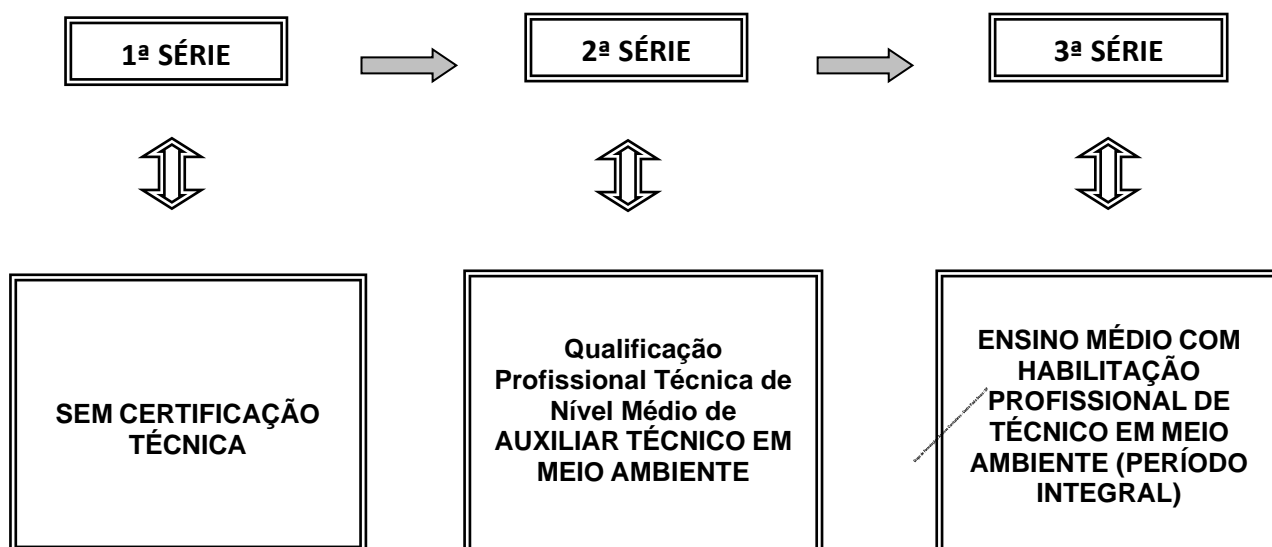 1ª SÉRIE
2ª SÉRIE
3ª SÉRIE
SEM CERTIFICAÇÃO
TÉCNICA
Qualificação
Profissional Técnica de
Nível Médio de
AUXILIAR TÉCNICO EM
MEIO AMBIENTE
ENSINO MÉDIO COM
HABILITAÇÃO
PROFISSIONAL DE
TÉCNICO EM MEIO
AMBIENTE (PERÍODO
INTEGRAL)